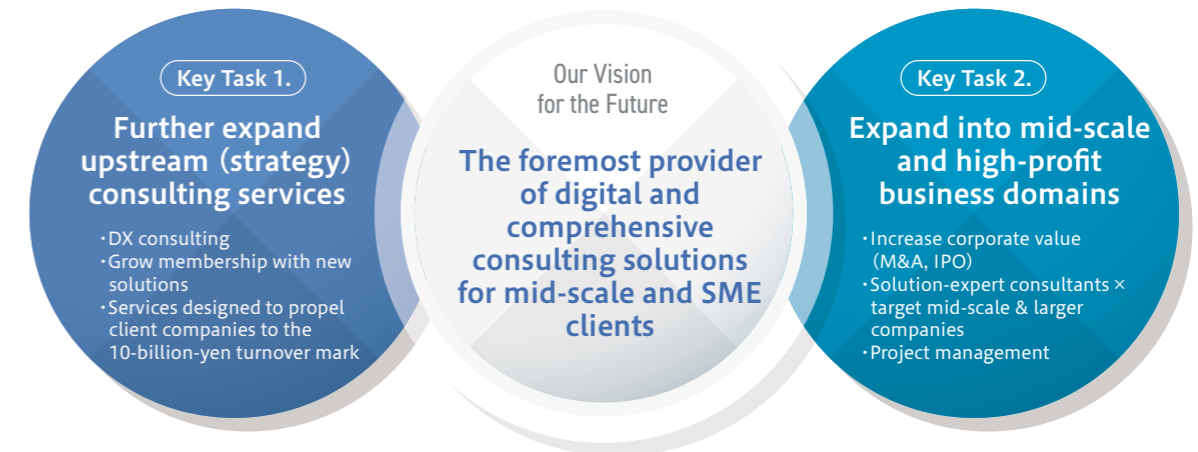 Key Task 1.
Further expand
upstream (strategy)
consulting services
・DX consulting
・Grow membership with new
solutions
・Services designed to propel
client companies to the
10-billion-yen turnover mark
Our Vision
for the Future
The foremost provider
of digital and
comprehensive
consulting solutions
for mid-scale and SME
clients
Key Task 2.
Expand into mid-scale
and high-profit
business domains
・Increase corporate value
(M&A, IPO)
・Solution-expert consultants ×
target mid-scale & larger
companies
・Project management